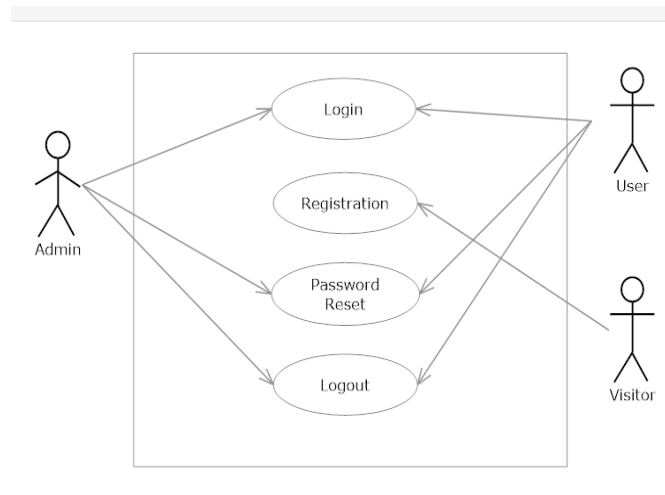 Login
User
Registration
Admin
Password
Reset
Logout
Visitor